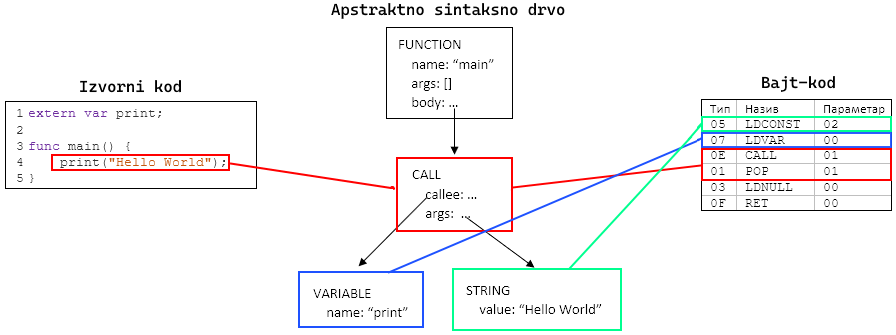 Apstraktno sintaksno drvo
Izvorni kod
1 extern var print;
2
3 func main() {
4 print("Hello World");
5 }
FUNCTION
name: “main”
args: []
body: ...
CALL
callee: ...
args: ...
VARIABLE
name: “print”
STRING
value: “Hello World”
Bajt-kod
Тип Назив Параметар
05 LDCONST 02
07 LDVAR 00
0E CALL 01
01 POP 01
03 LDNULL 00
0F RET 00